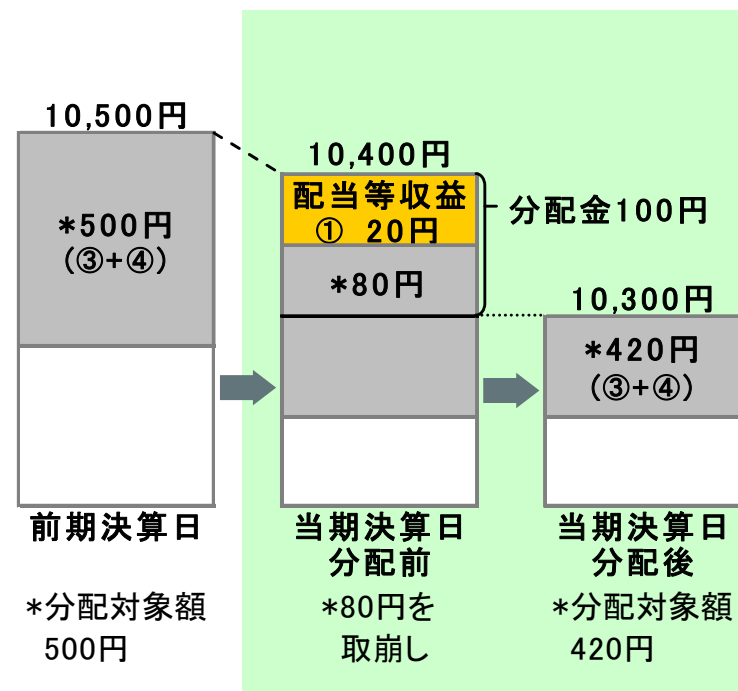 10,500円
*500円
(③+④)
前期決算日
*分配対象額
500円
10,400円
配当等収益
① 20円
*80円
分配金100円
当期決算日
分配前
*80円を
取崩し
10,300円
*420円
(③+④)
当期決算日
分配後
*分配対象額
420円